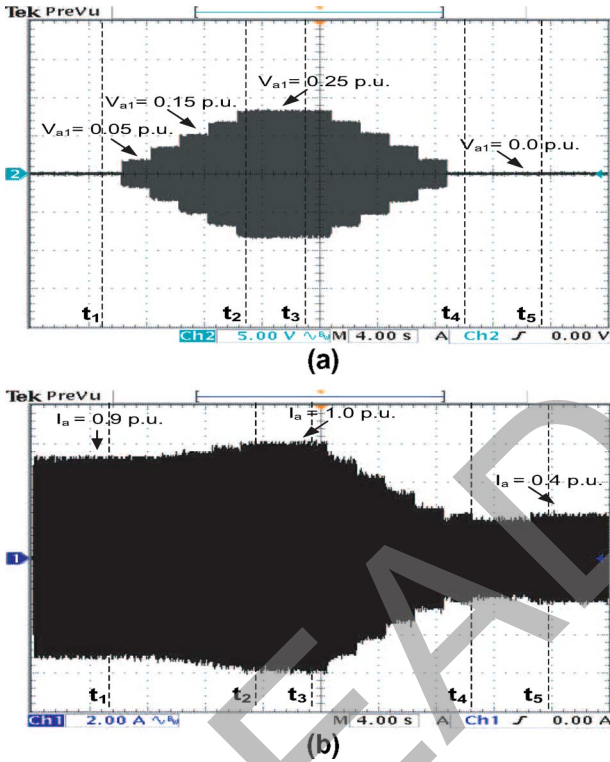 Tek PreVu
Va1= 0.25 p.u.
Va1= 0.15 p.u.
Va1= 0.05 p.u.
Va1= 0.0 p.u.
2
t1 t2 t3 t4 t5
Ch2 5.00 V M 4.00 s A Ch2 0.00 V
(a)
Tek PreVu
Ia = 0.9 p.u.
Ia = 1.0 p.u.
Ia = 0.4 p.u.
1
t1 t2 t3 t4 t5
Ch1 2.00 A M 4.00 s A Ch1 0.00 A
(b)